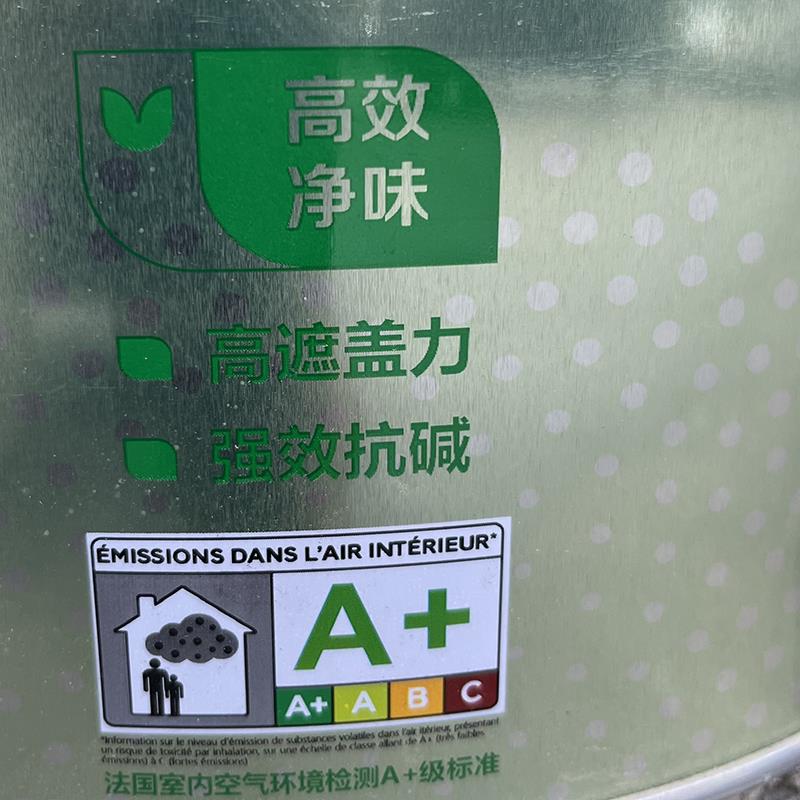 高效
净味
高遮盖力
强效抗碱
ÉMISSIONS DANS L'AIR INTÉRIEUR*
A+
A+ A B C
*Information sur le niveau d'émission de substances volatiles dans l'air intérieur, présentant
un risque de toxicité par inhalation, sur une échelle de classe allant de A+ (très faibles
émissions) à C (fortes émissions)
法国室内空气环境检测A+级标准